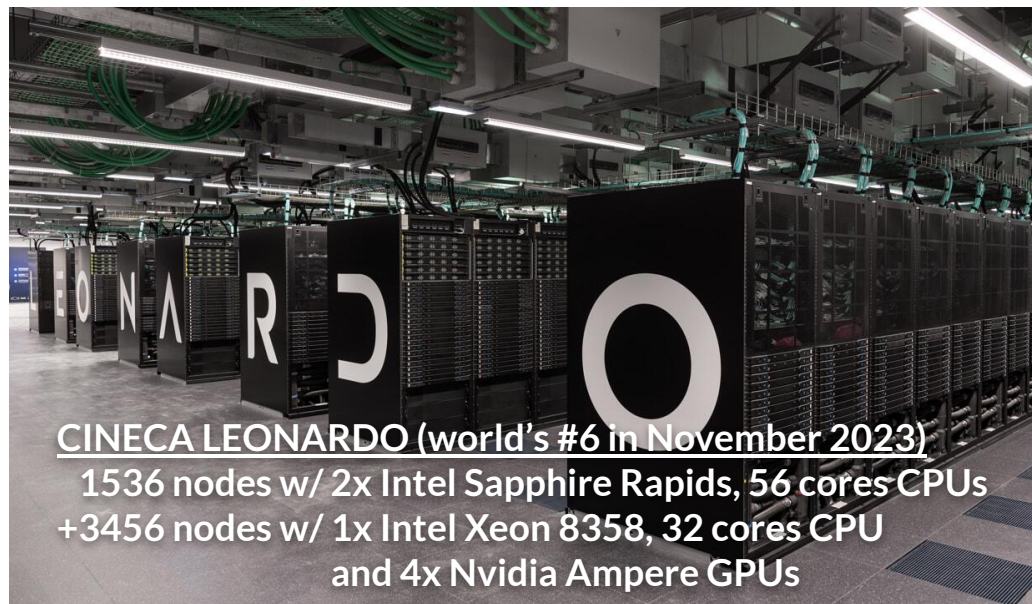 LEONARDO
CINECA LEONARDO (world's #6 in November 2023)
1536 nodes w/ 2x Intel Sapphire Rapids, 56 cores CPUs
+3456 nodes w/ 1x Intel Xeon 8358, 32 cores CPU
and 4x Nvidia Ampere GPUs